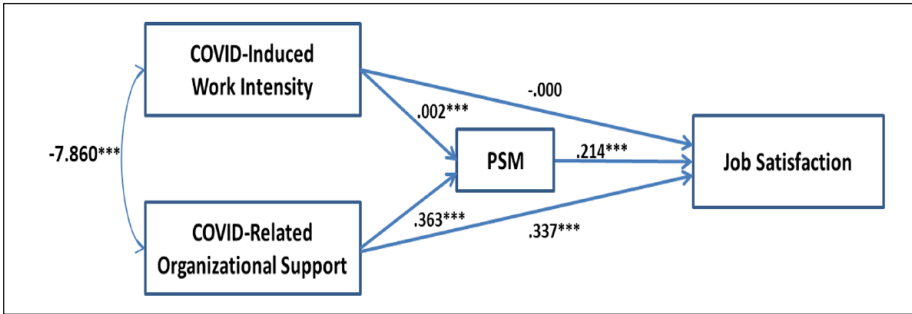 COVID-Induced
Work Intensity
-.000
.002***
-7.860***
PSM
.214***
Job Satisfaction
COVID-Related
Organizational Support
.363***
.337***